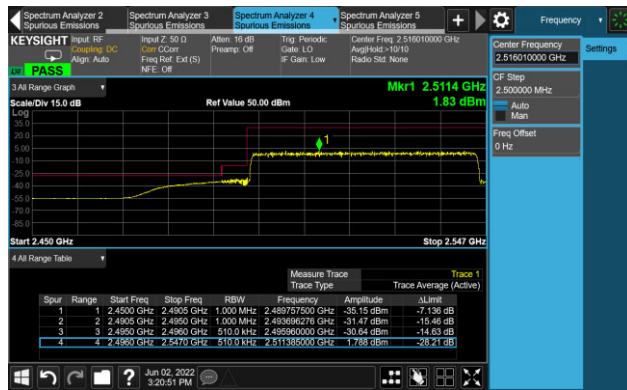 Spectrum Analyzer 2
Spurious Emissions
Spectrum Analyzer 3
Spurious Emissions
Spectrum Analyzer 4
Spurious Emissions
Spectrum Analyzer 5
Spurious Emissions
+
Frequency
KEYSIGHT
Input: RF
Coupling: DC
Align: Auto
Input Z: 50 Ω
Corr CCorr
Freq Ref: Ext (S)
NFE: Off
Atten: 16 dB
Preamp: Off
Trig: Periodic
Gate: LO
IF Gain: Low
Center Freq: 2.516010000 GHz
Avg|Hold:>10/10
Radio Std: None
PASS
Center Frequency
2.516010000 GHz
Settings
CF Step
2.500000 MHz
Auto
Man
Freq Offset
0 Hz
3 All Range Graph
Mkr1 2.5114 GHz
1.83 dBm
Scale/Div 15.0 dB
Ref Value 50.00 dBm
Log
35.0
20.0
5.00
-10.0
-25.0
-40.0
-55.0
-70.0
-85.0
1
Start 2.450 GHz
Stop 2.547 GHz
4 All Range Table
Measure Trace Trace 1
Trace Type Trace Average (Active)
Spur Range Start Freq Stop Freq RBW Frequency Amplitude ΔLimit
1 1 2.4500 GHz 2.4905 GHz 1.000 MHz 2.489757500 GHz -35.15 dBm -7.136 dB
2 2 2.4905 GHz 2.4950 GHz 1.000 MHz 2.493696276 GHz -31.47 dBm -15.46 dB
3 3 2.4950 GHz 2.4960 GHz 510.0 kHz 2.495960000 GHz -30.64 dBm -14.63 dB
4 4 2.4960 GHz 2.5470 GHz 510.0 kHz 2.511385000 GHz 1.788 dBm -28.21 dB
?
Jun 02, 2022
3:20:51 PM